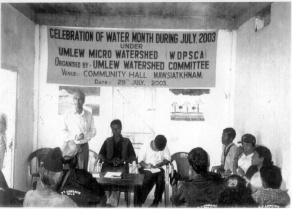 CELEBRATION OF WATER MONTH DURING JULY 2003
UNDER
UMLEW MICRO WATERSHED WDPSCA
ORGANISED BY:- UMLEW WATERSHED COMMITTEE
VENUE:- COMMUNITY HALL MAWSIATKHNAM.
DATE: 29TH JULY, 2003